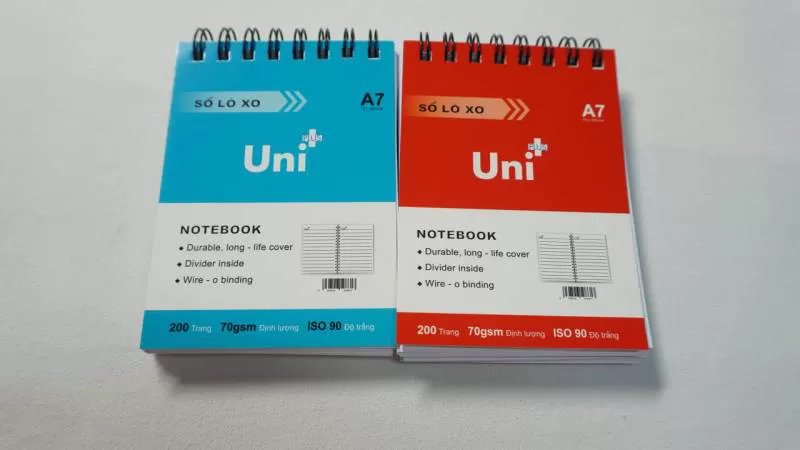 SỔ LÒ XO
A7
Uni
PLUS
NOTEBOOK
Durable, long - life cover
Divider inside
Wire - o binding
200 Trang 70gsm Định lượng ISO 90 Độ trắng
SỔ LÒ XO
A7
Uni
PLUS
NOTEBOOK
Durable, long - life cover
Divider inside
Wire - o binding
200 Trang 70gsm Định lượng ISO 90 Độ trắng